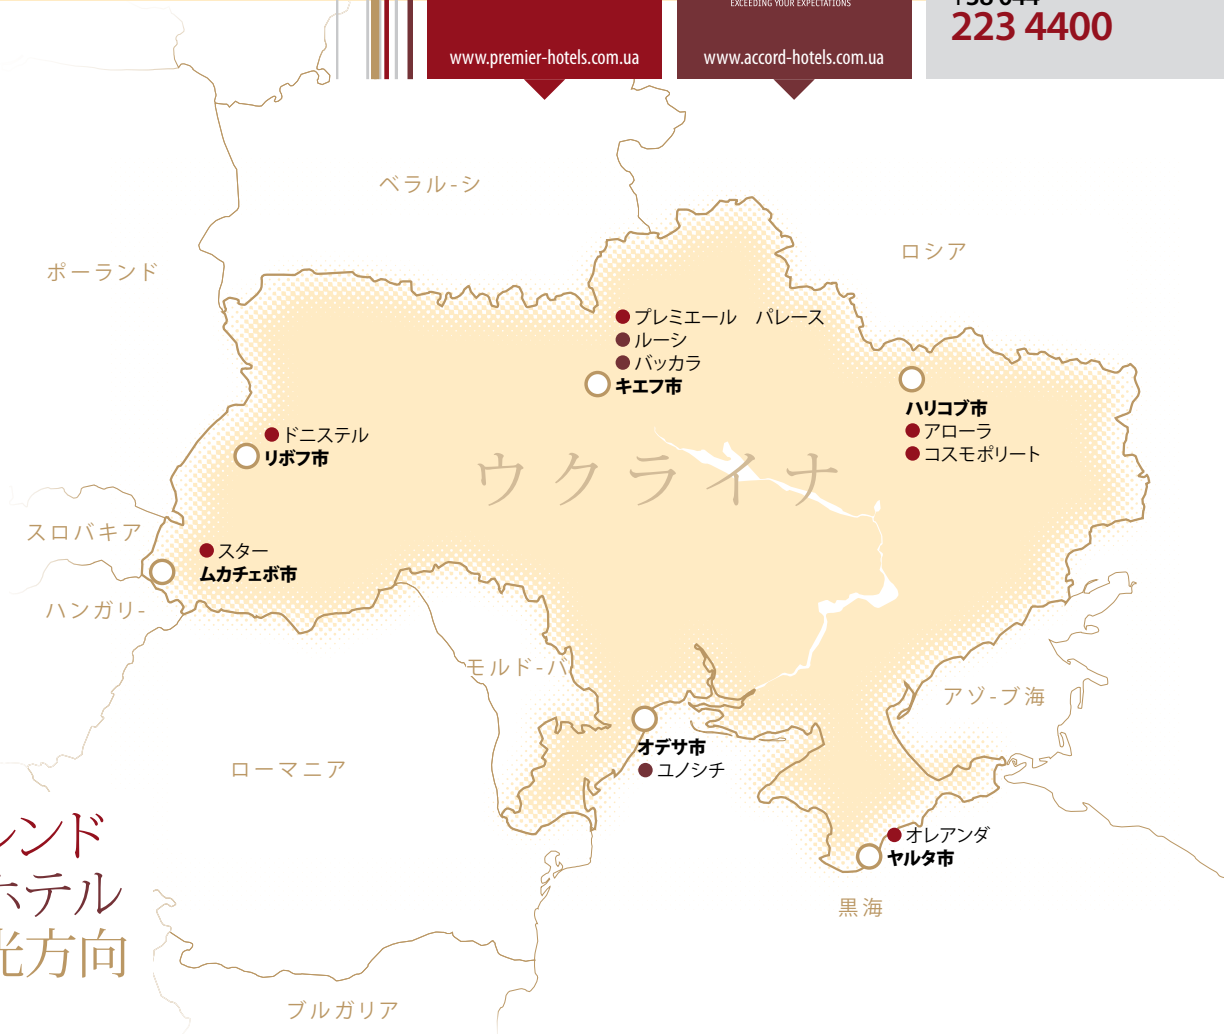 EXCEEDING YOUR EXPECTATIONS
www.premier-hotels.com.ua
www.accord-hotels.com.ua
+38 044
223 4400
ベラル-シ
ポーランド
ロシア
プレミエール　パレース
ルーシ
バッカラ
キエフ市
ハリコブ市
アローラ
コスモポリート
ドニステル
リボフ市
ウクライナ
スロバキア
スター
ムカチェボ市
ハンガリ-
モルド-バ
アゾ-ブ海
オデサ市
ユノシチ
ローマニア
オレアンダ
ヤルタ市
黒海
レンド
ホテル
光方向
ブルガリア